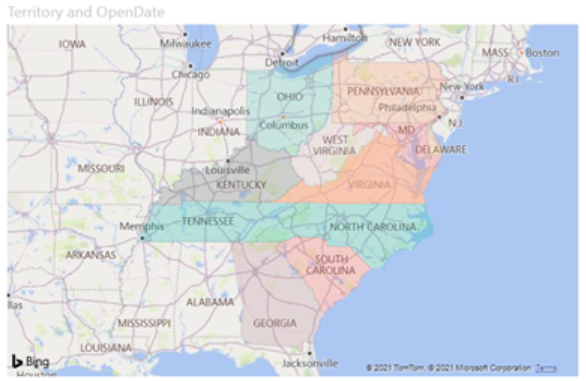 Territory and OpenDate
Hamilton
IOWA
Milwaukee
NEW YORK
MASS
Boston
Detroit
Chicago
R I
PENNSYLVANIA
New York
ILLINOIS
OHIO
Philadelphia
Indianapolis
N.J.
Columbus
MD
INDIANA
WEST
VIRGINIA
DELAWARE
MISSOURI
Louisville
KENTUCKY
VIRGINIA
TENNESSEE
Memphis
NORTH CAROLINA
ARKANSAS
SOUTH
CAROLINA
llas
ALABAMA
MISSISSIPPI
GEORGIA
LOUISIANA
Bing
Jacksonville
© 2021 TomTom, © 2021 Microsoft Corporation Terms
Houston